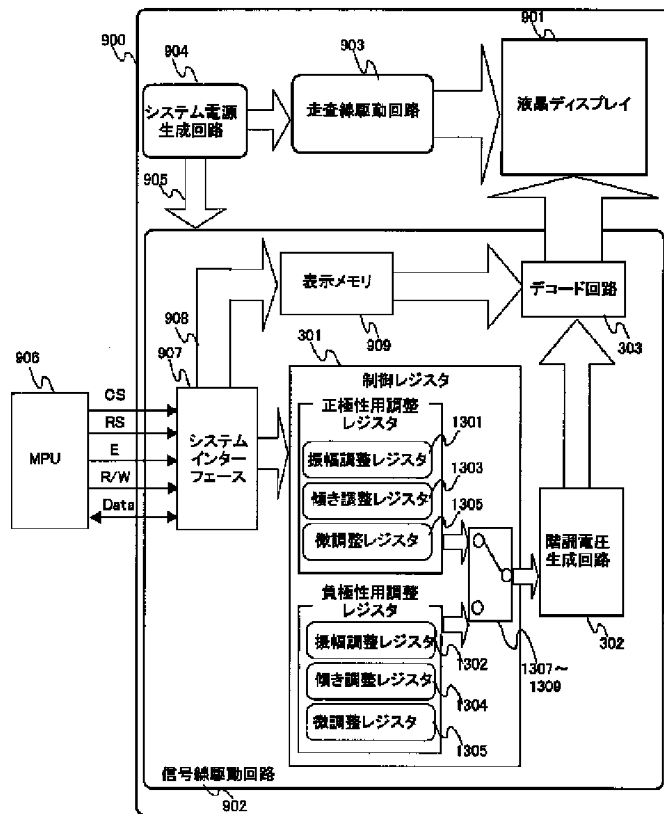 900
904
903
901
システム電源
生成回路
走査線駆動回路
液晶ディスプレイ
905
908
表示メモリ
デコード回路
909
303
906
907
301
制御レジスタ
CS
RS
E
R/W
Data
MPU
システム
インター
フェース
正極性用調整
レジスタ
1301
振幅調整レジスタ
1303
傾き調整レジスタ
1305
微調整レジスタ
階調電圧
生成回路
302
負極性用調整
レジスタ
振幅調整レジスタ
1302
傾き調整レジスタ
1304
微調整レジスタ
1305
1307～
1309
信号線駆動回路
902